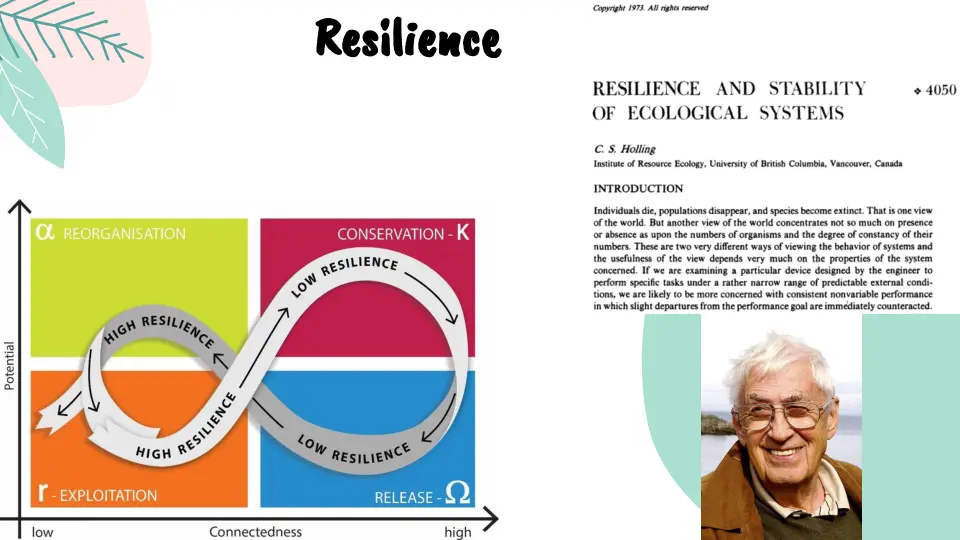 Resilience
Copyright 1973. All rights reserved
RESILIENCE AND STABILITY
OF ECOLOGICAL SYSTEMS
❖ 4050
C. S. Holling
Institute of Resource Ecology, University of British Columbia, Vancouver, Canada
INTRODUCTION
Individuals die, populations disappear, and species become extinct. That is one view
of the world. But another view of the world concentrates not so much on presence
or absence as upon the numbers of organisms and the degree of constancy of their
numbers. These are two very different ways of viewing the behavior of systems and
the usefulness of the view depends very much on the properties of the system
concerned. If we are examining a particular device designed by the engineer to
perform specific tasks under a rather narrow range of predictable external condi-
tions, we are likely to be more concerned with consistent nonvariable performance
in which slight departures from the performance goal are immediately counteracted.
α REORGANISATION
CONSERVATION - K
LOW RESILIENCE
HIGH RESILIENCE
HIGH RESILIENCE
LOW RESILIENCE
r - EXPLOITATION
RELEASE - Ω
Potential
low
Connectedness
high